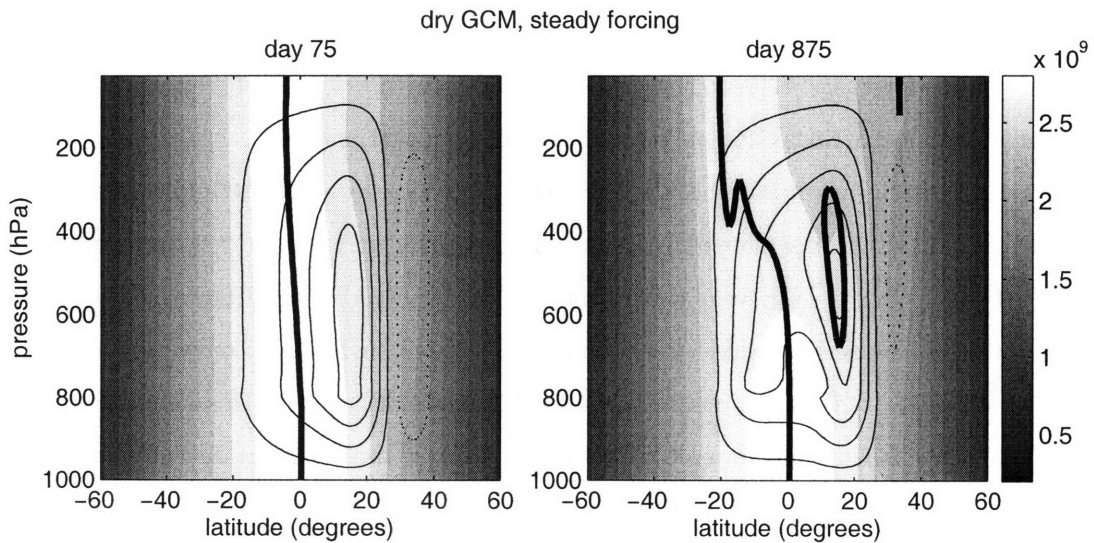 dry GCM, steady forcing
day 75
day 875
x 10^9
pressure (hPa)
200
400
600
800
1000
−60 −40 −20 0 20 40 60
latitude (degrees)
200
400
600
800
1000
−60 −40 −20 0 20 40 60
latitude (degrees)
2.5
2
1.5
1
0.5